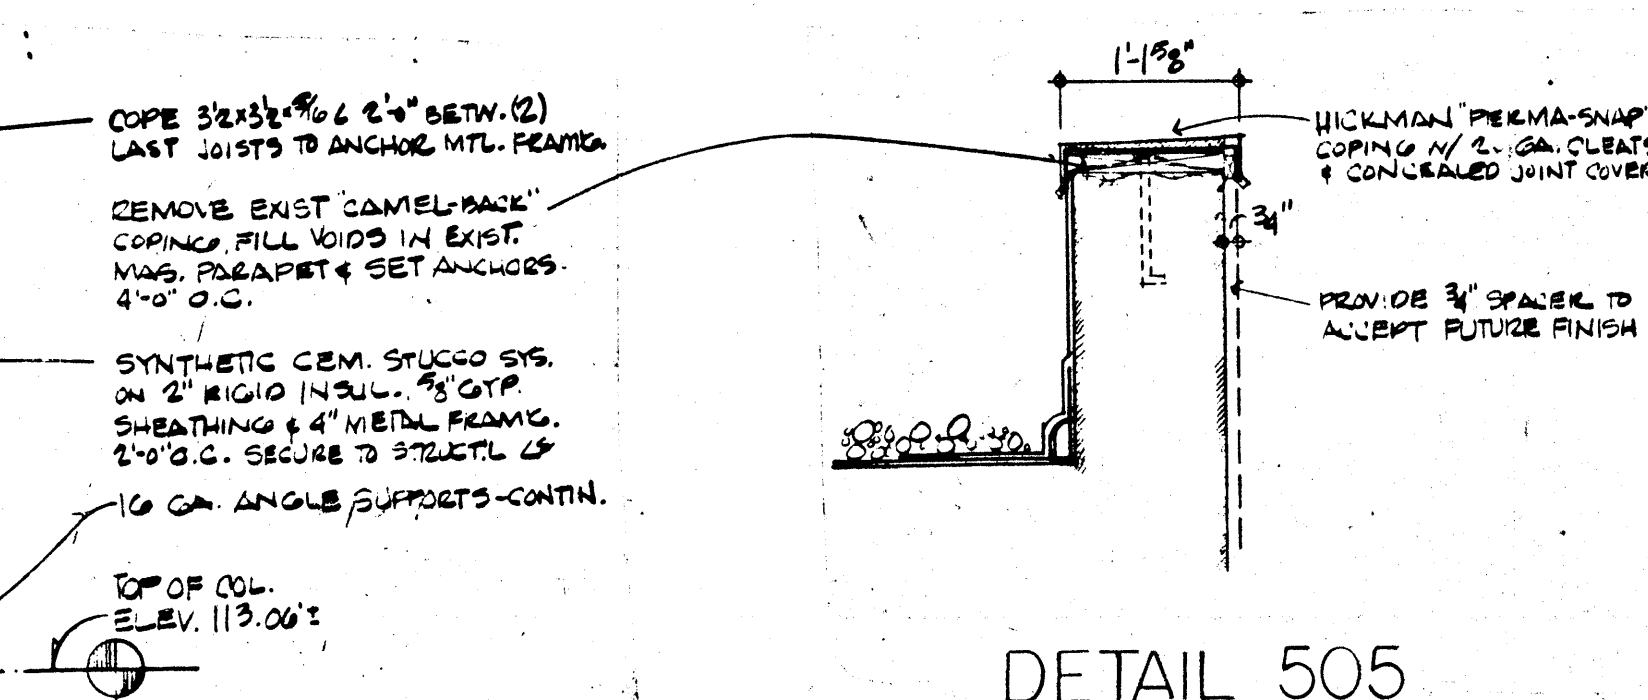 COPE 3½x3½x5/16 L 2'-0" BETW. (2)
LAST JOISTS TO ANCHOR MTL. FRAM'G.
REMOVE EXIST "CAMEL-BACK"
COPING, FILL VOIDS IN EXIST.
MAS. PARAPET & SET ANCHORS
4'-0" O.C.
SYNTHETIC CEM. STUCCO SYS.
ON 2" RIGID INSUL., 5/8" GYP.
SHEATHING & 4" METAL FRAM'G.
2'-0" O.C. SECURE TO STRUCT'L
16 GA. ANGLE SUPPORTS-CONTIN.
TOP OF COL.
ELEV. 113.06'±
1'-1 5/8"
HICKMAN "PERMA-SNAP"
COPING W/ GA. CLEATS
& CONCEALED JOINT COVER
3/4"
PROVIDE 3/4" SPACER TO
ACCEPT FUTURE FINISH
DETAIL 505